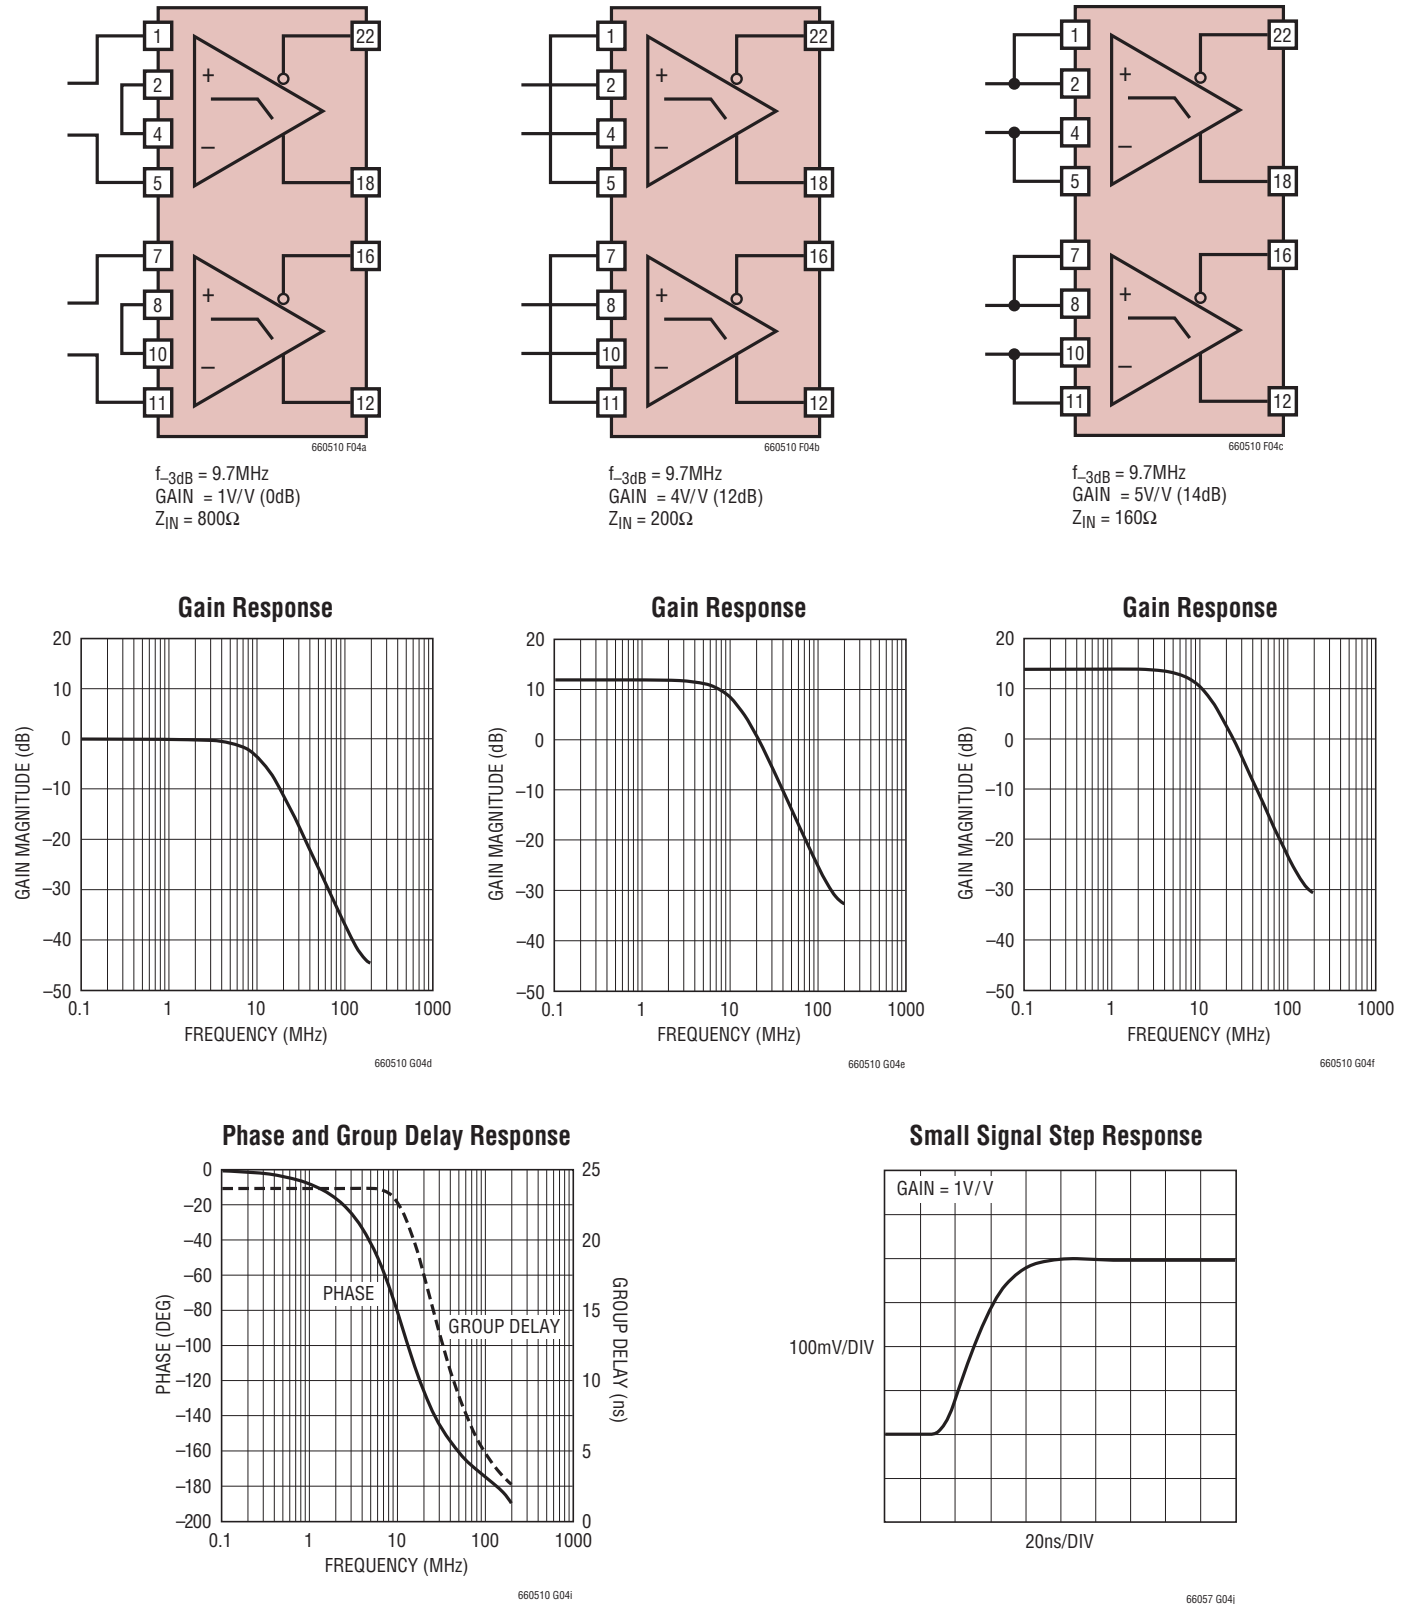 1
2
4
5
7
8
10
11
22
18
16
12
+
–
+
–
660510 F04a
f–3dB = 9.7MHz
GAIN = 1V/V (0dB)
ZIN = 800Ω
1
2
4
5
7
8
10
11
22
18
16
12
+
–
+
–
660510 F04b
f–3dB = 9.7MHz
GAIN = 4V/V (12dB)
ZIN = 200Ω
1
2
4
5
7
8
10
11
22
18
16
12
+
–
+
–
660510 F04c
f–3dB = 9.7MHz
GAIN = 5V/V (14dB)
ZIN = 160Ω
Gain Response
GAIN MAGNITUDE (dB)
20
10
0
–10
–20
–30
–40
–50
0.1 1 10 100 1000
FREQUENCY (MHz)
660510 G04d
Gain Response
GAIN MAGNITUDE (dB)
20
10
0
–10
–20
–30
–40
–50
0.1 1 10 100 1000
FREQUENCY (MHz)
660510 G04e
Gain Response
GAIN MAGNITUDE (dB)
20
10
0
–10
–20
–30
–40
–50
0.1 1 10 100 1000
FREQUENCY (MHz)
660510 G04f
Phase and Group Delay Response
PHASE (DEG)
0
–20
–40
–60
–80
–100
–120
–140
–160
–180
–200
PHASE
GROUP DELAY
25
20
15
10
5
0
GROUP DELAY (ns)
0.1 1 10 100 1000
FREQUENCY (MHz)
660510 G04i
Small Signal Step Response
GAIN = 1V/V
100mV/DIV
20ns/DIV
66057 G04j